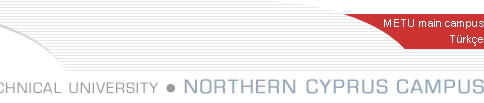 METU main campus
Türkçe
CHNICAL UNIVERSITY ● NORTHERN CYPRUS CAMPUS